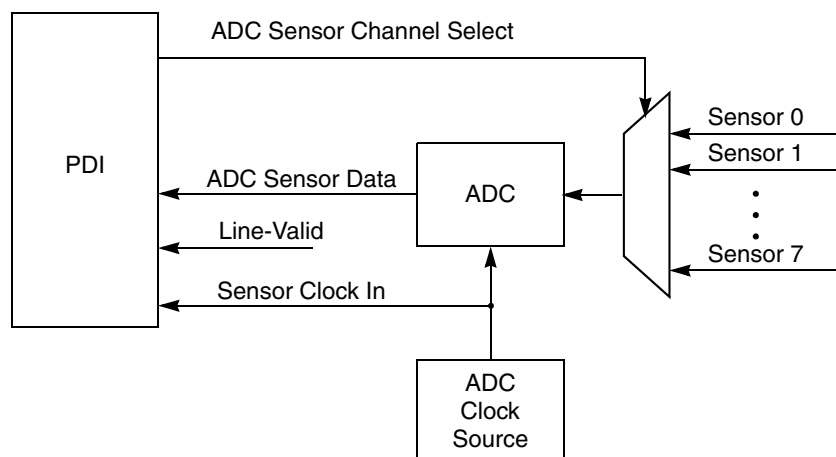 ADC Sensor Channel Select
Sensor 0
Sensor 1
PDI
ADC Sensor Data
ADC
Line-Valid
Sensor 7
Sensor Clock In
ADC
Clock
Source